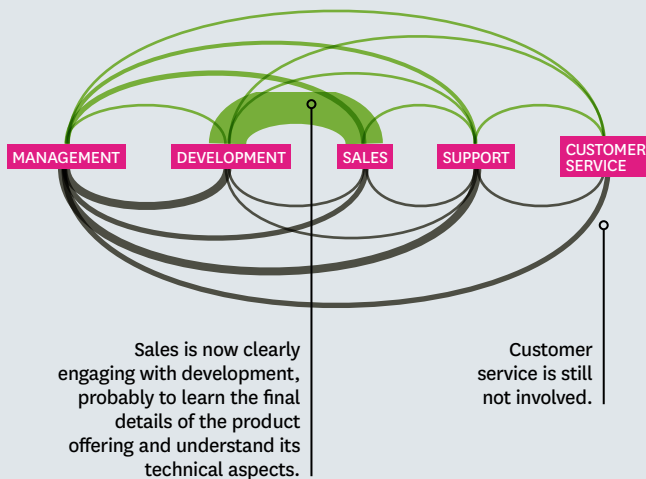 MANAGEMENT
DEVELOPMENT
SALES
SUPPORT
CUSTOMER
SERVICE
Sales is now clearly
engaging with development,
probably to learn the final
details of the product
offering and understand its
technical aspects.
Customer
service is still
not involved.